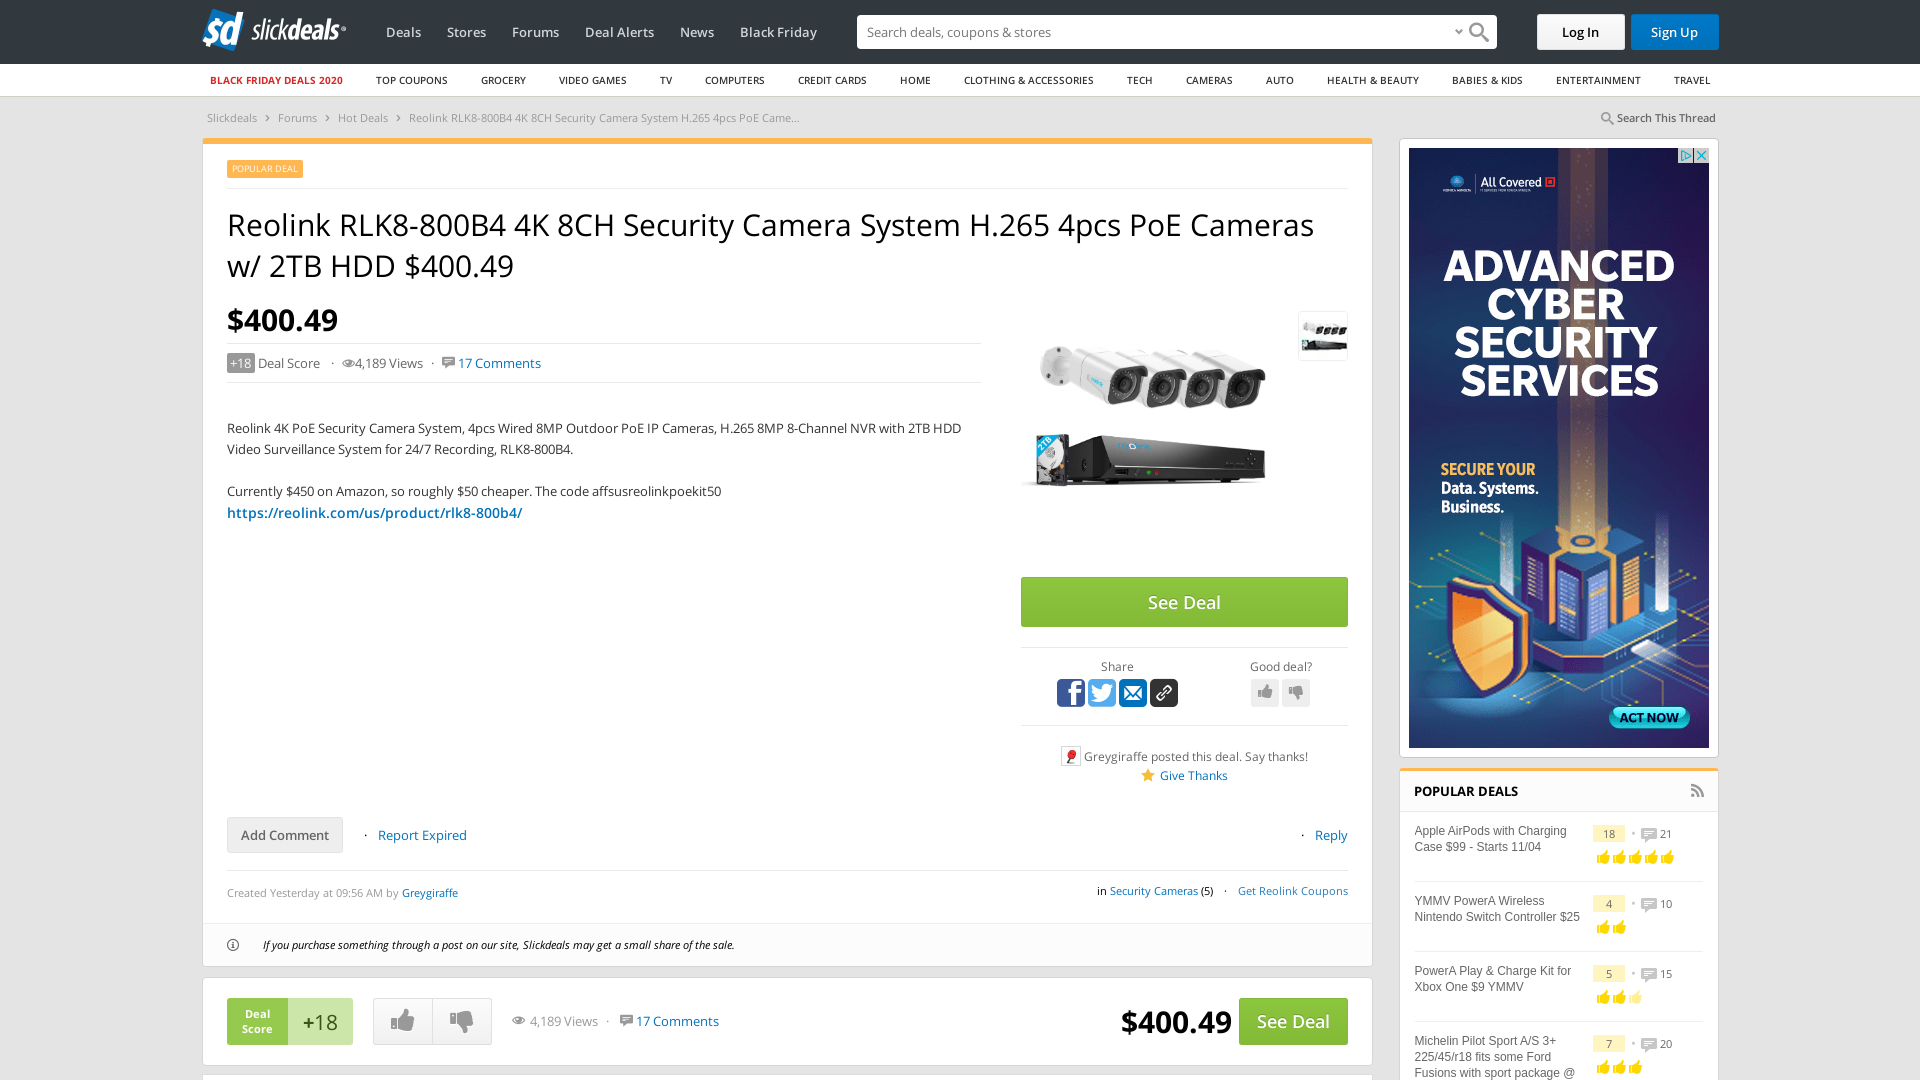 slickdeals
Deals
Stores
Forums
Deal Alerts
News
Black Friday
Search deals, coupons & shops
Log In
Sign Up
BLACK FRIDAY DEALS 2020
TOP COUPONS
GROCERY
VIDEO GAMES
TV
COMPUTERS
CREDIT CARDS
HOME
CLOTHING & ACCESSORIES
TECH
CAMERAS
AUTO
HEALTH & BEAUTY
BABIES & KIDS
ENTERTAINMENT
TRAVEL
Slickdeals › Forums › Hot Deals › Reolink RLK8-800B4 4K 8CH Security Camera System H.265 4pcs PoE Came...
Search This Thread
POPULAR DEAL
Reolink RLK8-800B4 4K 8CH Security Camera System H.265 4pcs PoE Cameras
w/ 2TB HDD $400.49
$400.49
+18 Deal Score · 4,189 Views · 17 Comments
Reolink 4K PoE Security Camera System, 4pcs Wired 8MP Outdoor PoE IP Cameras, H.265 8MP 8-Channel NVR with 2TB HDD
Video Surveillance System for 24/7 Recording, RLK8-800B4.
Currently $450 on Amazon, so roughly $50 cheaper. The code affsusreolinkpoekit50
https://reolink.com/us/product/rlk8-800b4/
2TB
See Deal
Share
Good deal?
Greygiraffe posted this deal. Say thanks!
Give Thanks
Add Comment · Report Expired
· Reply
Created Yesterday at 09:56 AM by Greygiraffe
in Security Cameras (5) · Get Reolink Coupons
If you purchase something through a post on our site, Slickdeals may get a small share of the sale.
Deal
Score
+18
4,189 Views · 17 Comments
$400.49
See Deal
All Covered
ADVANCED
CYBER
SECURITY
SERVICES
SECURE YOUR
Data. Systems.
Business.
ACT NOW
POPULAR DEALS
Apple AirPods with Charging
Case $99 - Starts 11/04
18 · 21
YMMV PowerA Wireless
Nintendo Switch Controller $25
4 · 10
PowerA Play & Charge Kit for
Xbox One $9 YMMV
5 · 15
Michelin Pilot Sport A/S 3+
225/45/r18 fits some Ford
Fusions with sport package @
7 · 20